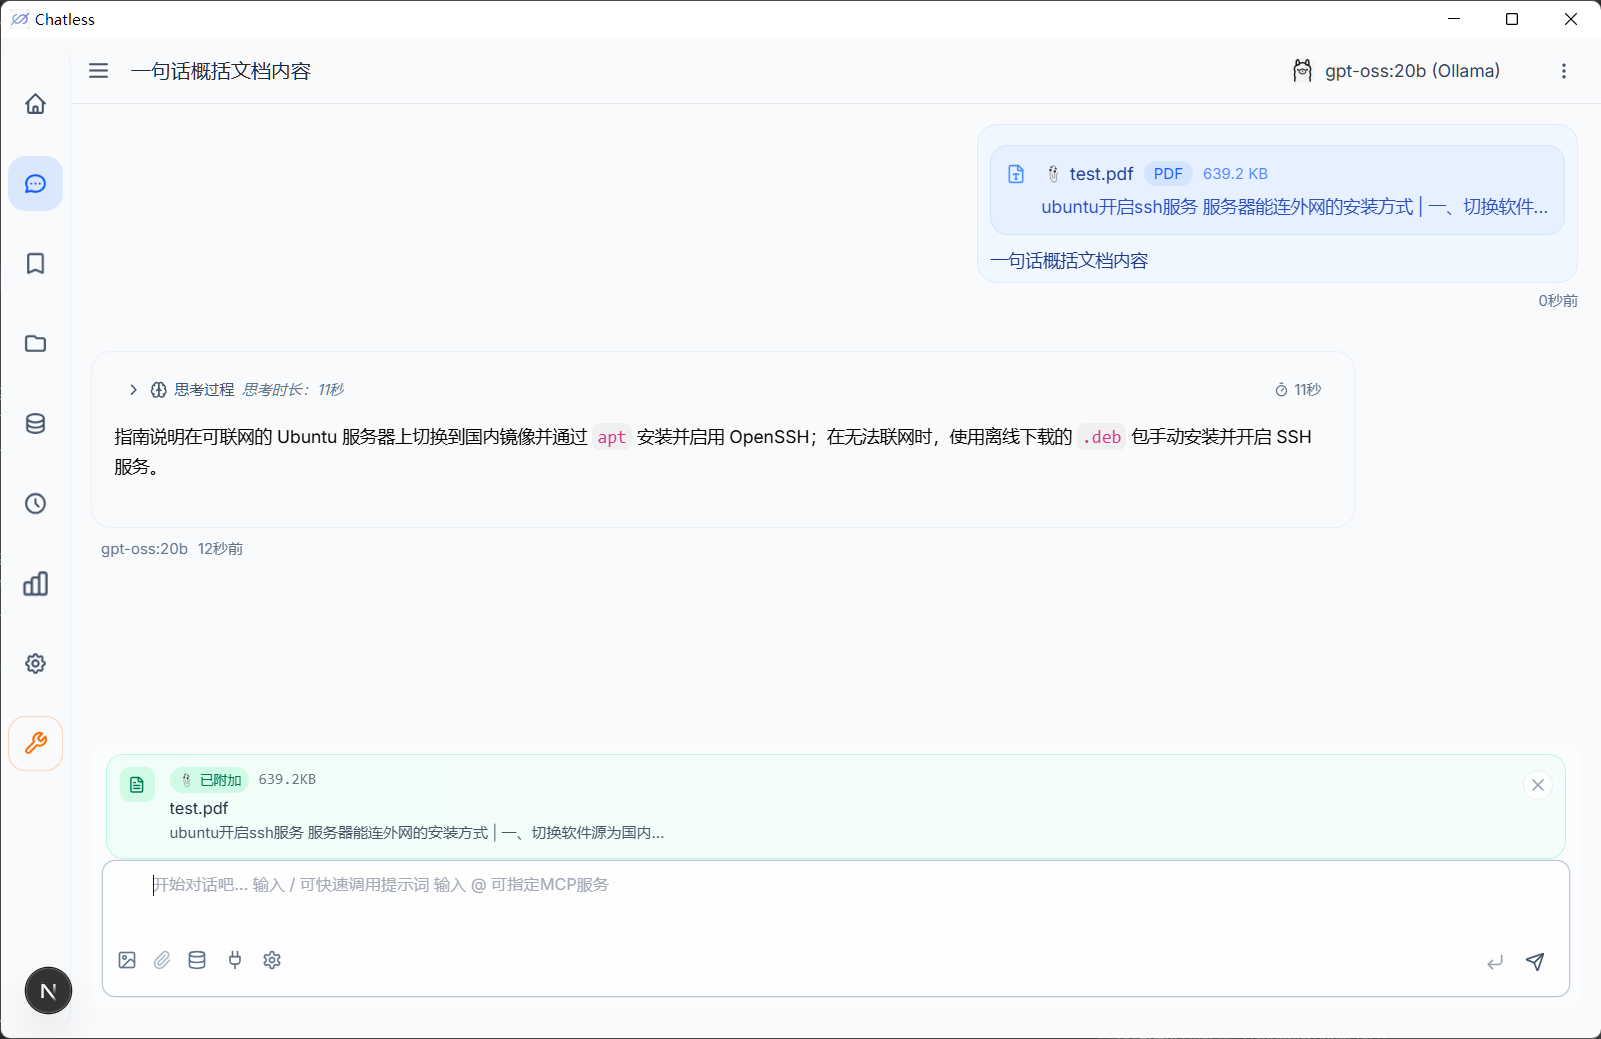 Chatless
一句话概括文档内容
gpt-oss:20b (Ollama)
test.pdf PDF 639.2 KB
ubuntu开启ssh服务 服务器能连外网的安装方式 | 一、切换软件...
一句话概括文档内容
0秒前
思考过程 思考时长：11秒
11秒
指南说明在可联网的 Ubuntu 服务器上切换到国内镜像并通过 apt 安装并启用 OpenSSH；在无法联网时，使用离线下载的 .deb 包手动安装并开启 SSH
服务。
gpt-oss:20b 12秒前
已附加 639.2KB
test.pdf
ubuntu开启ssh服务 服务器能连外网的安装方式 | 一、切换软件源为国内...
开始对话吧... 输入 / 可快速调用提示词 输入 @ 可指定MCP服务
N